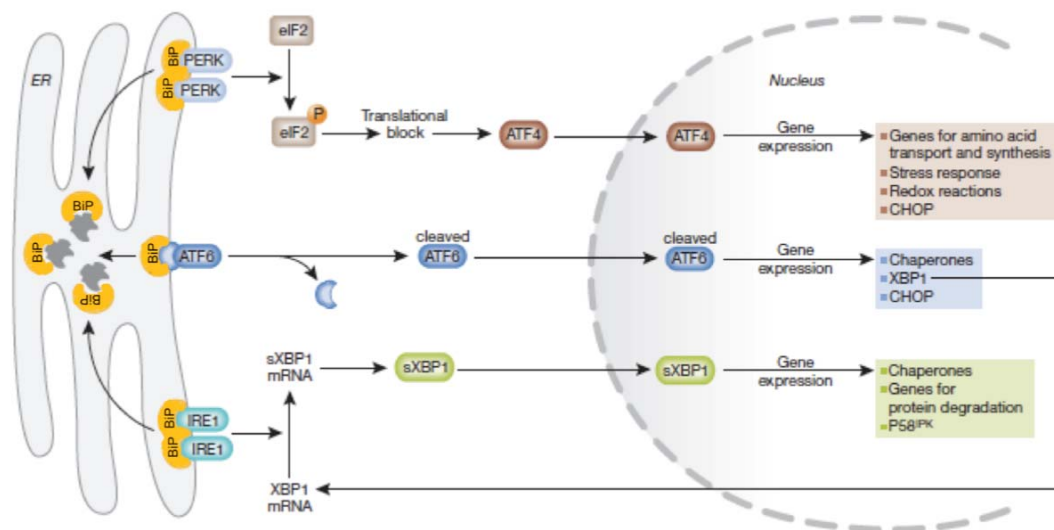 ER
BiP
PERK
BiP
PERK
eIF2
P
eIF2
Translational
block
ATF4
Nucleus
ATF4
Gene
expression
Genes for amino acid
transport and synthesis
Stress response
Redox reactions
CHOP
BiP
BiP
BiP
BiP
ATF6
cleaved
ATF6
cleaved
ATF6
Gene
expression
Chaperones
XBP1
CHOP
sXBP1
mRNA
sXBP1
sXBP1
Gene
expression
Chaperones
Genes for
protein degradation
P58IPK
BiP
IRE1
BiP
IRE1
XBP1
mRNA